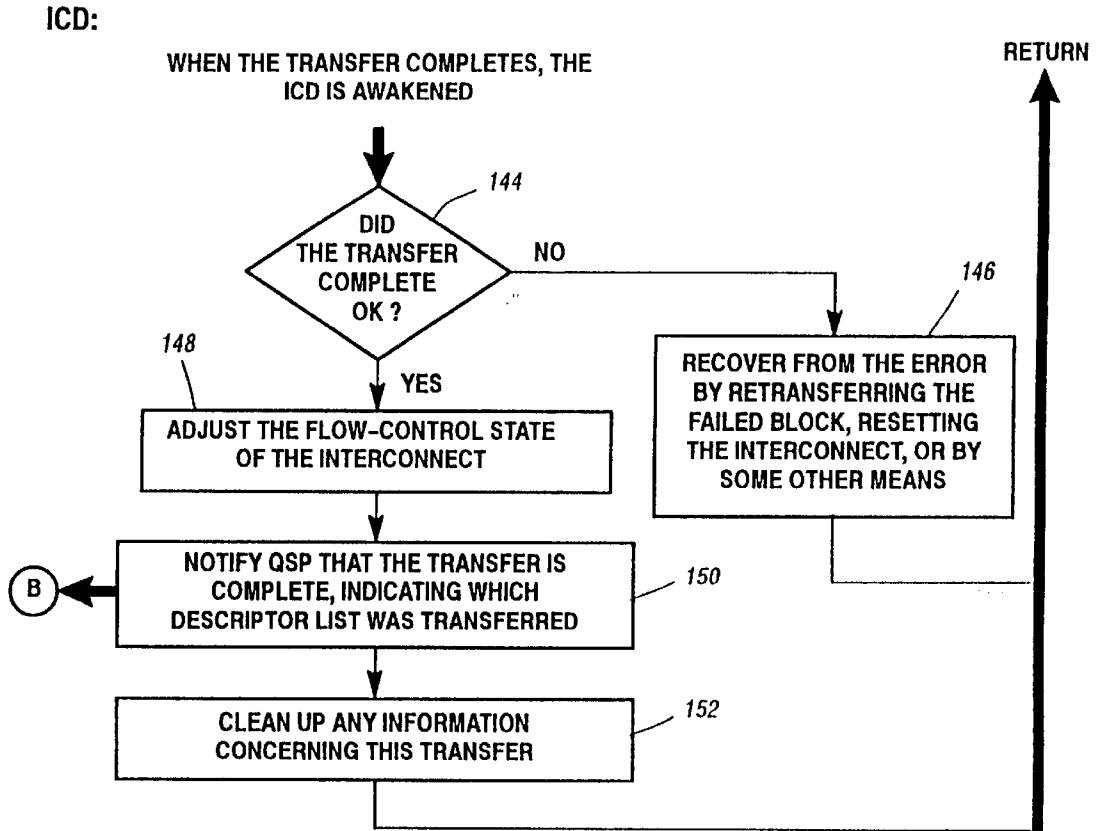 ICD:
WHEN THE TRANSFER COMPLETES, THE
ICD IS AWAKENED
RETURN
144
DID
THE TRANSFER
COMPLETE
OK ?
NO
146
148
YES
RECOVER FROM THE ERROR
BY RETRANSFERRING THE
FAILED BLOCK, RESETTING
THE INTERCONNECT, OR BY
SOME OTHER MEANS
ADJUST THE FLOW-CONTROL STATE
OF THE INTERCONNECT
B
NOTIFY QSP THAT THE TRANSFER IS
COMPLETE, INDICATING WHICH
DESCRIPTOR LIST WAS TRANSFERRED
150
CLEAN UP ANY INFORMATION
CONCERNING THIS TRANSFER
152